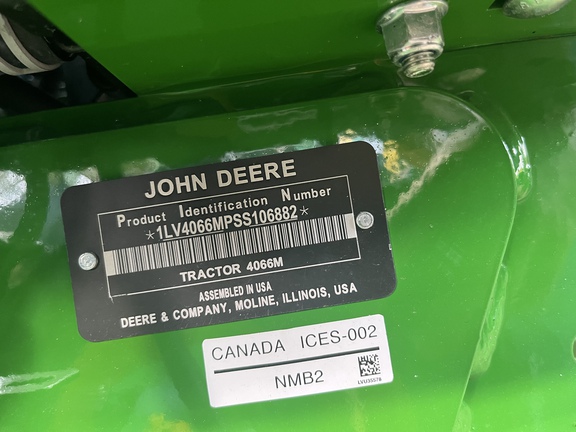 JOHN DEERE
Product Identification Number
*1LV4066MPSS106882*
TRACTOR 4066M
ASSEMBLED IN USA
DEERE & COMPANY, MOLINE, ILLINOIS, USA
CANADA ICES-002
NMB2